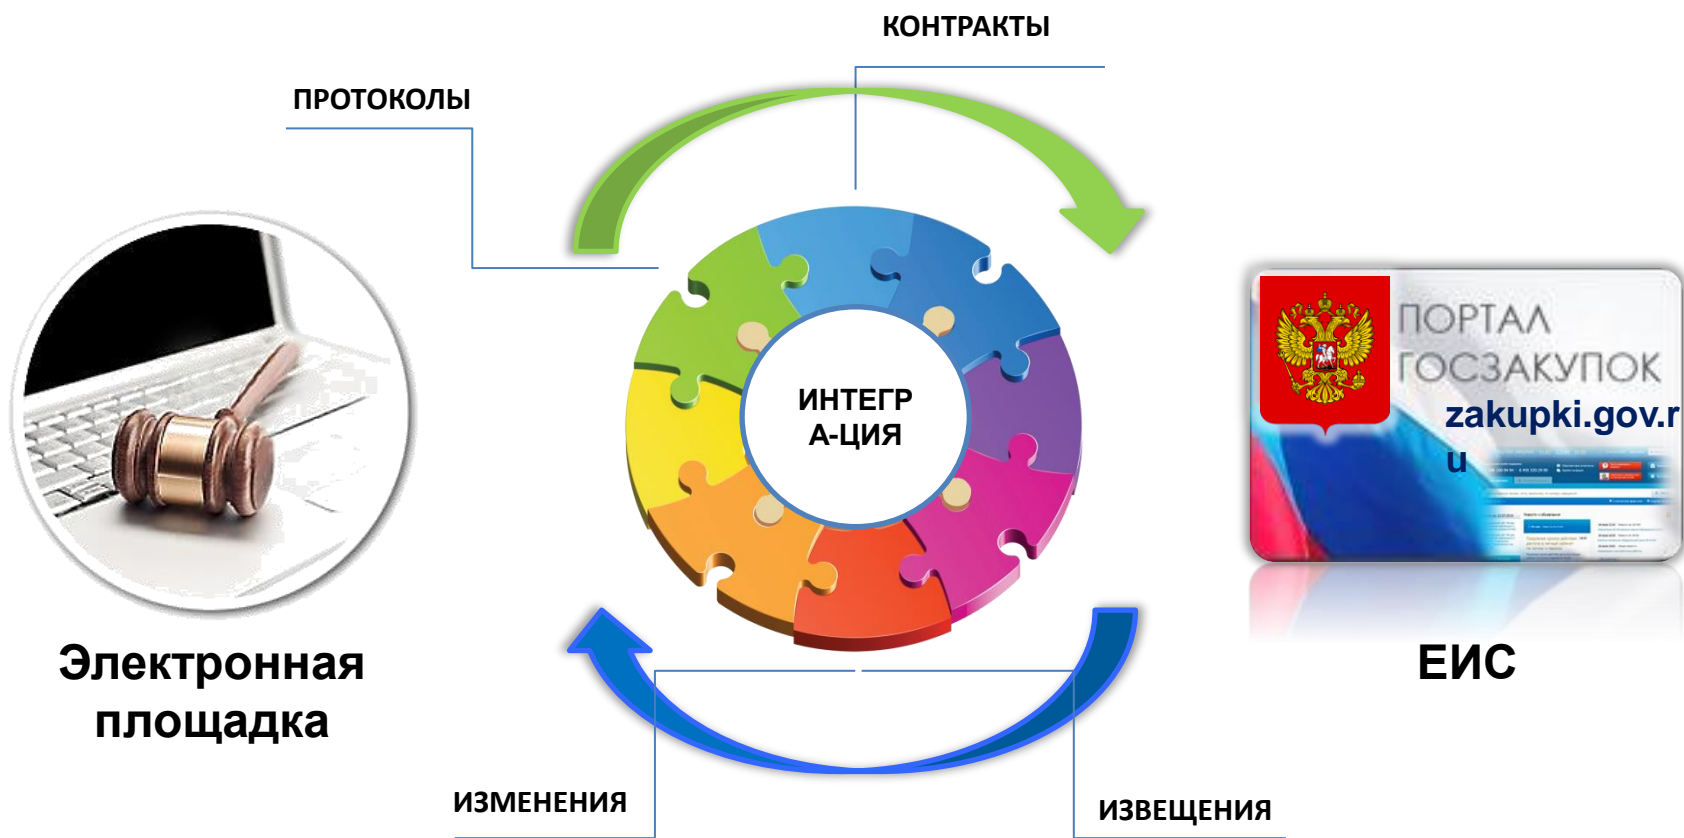 КОНТРАКТЫ
ПРОТОКОЛЫ
ПОРТАЛ
ГОСЗАКУПОК
zakupki.gov.r
u
ИНТЕГР
А-ЦИЯ
Электронная
площадка
ЕИС
ИЗМЕНЕНИЯ
ИЗВЕЩЕНИЯ